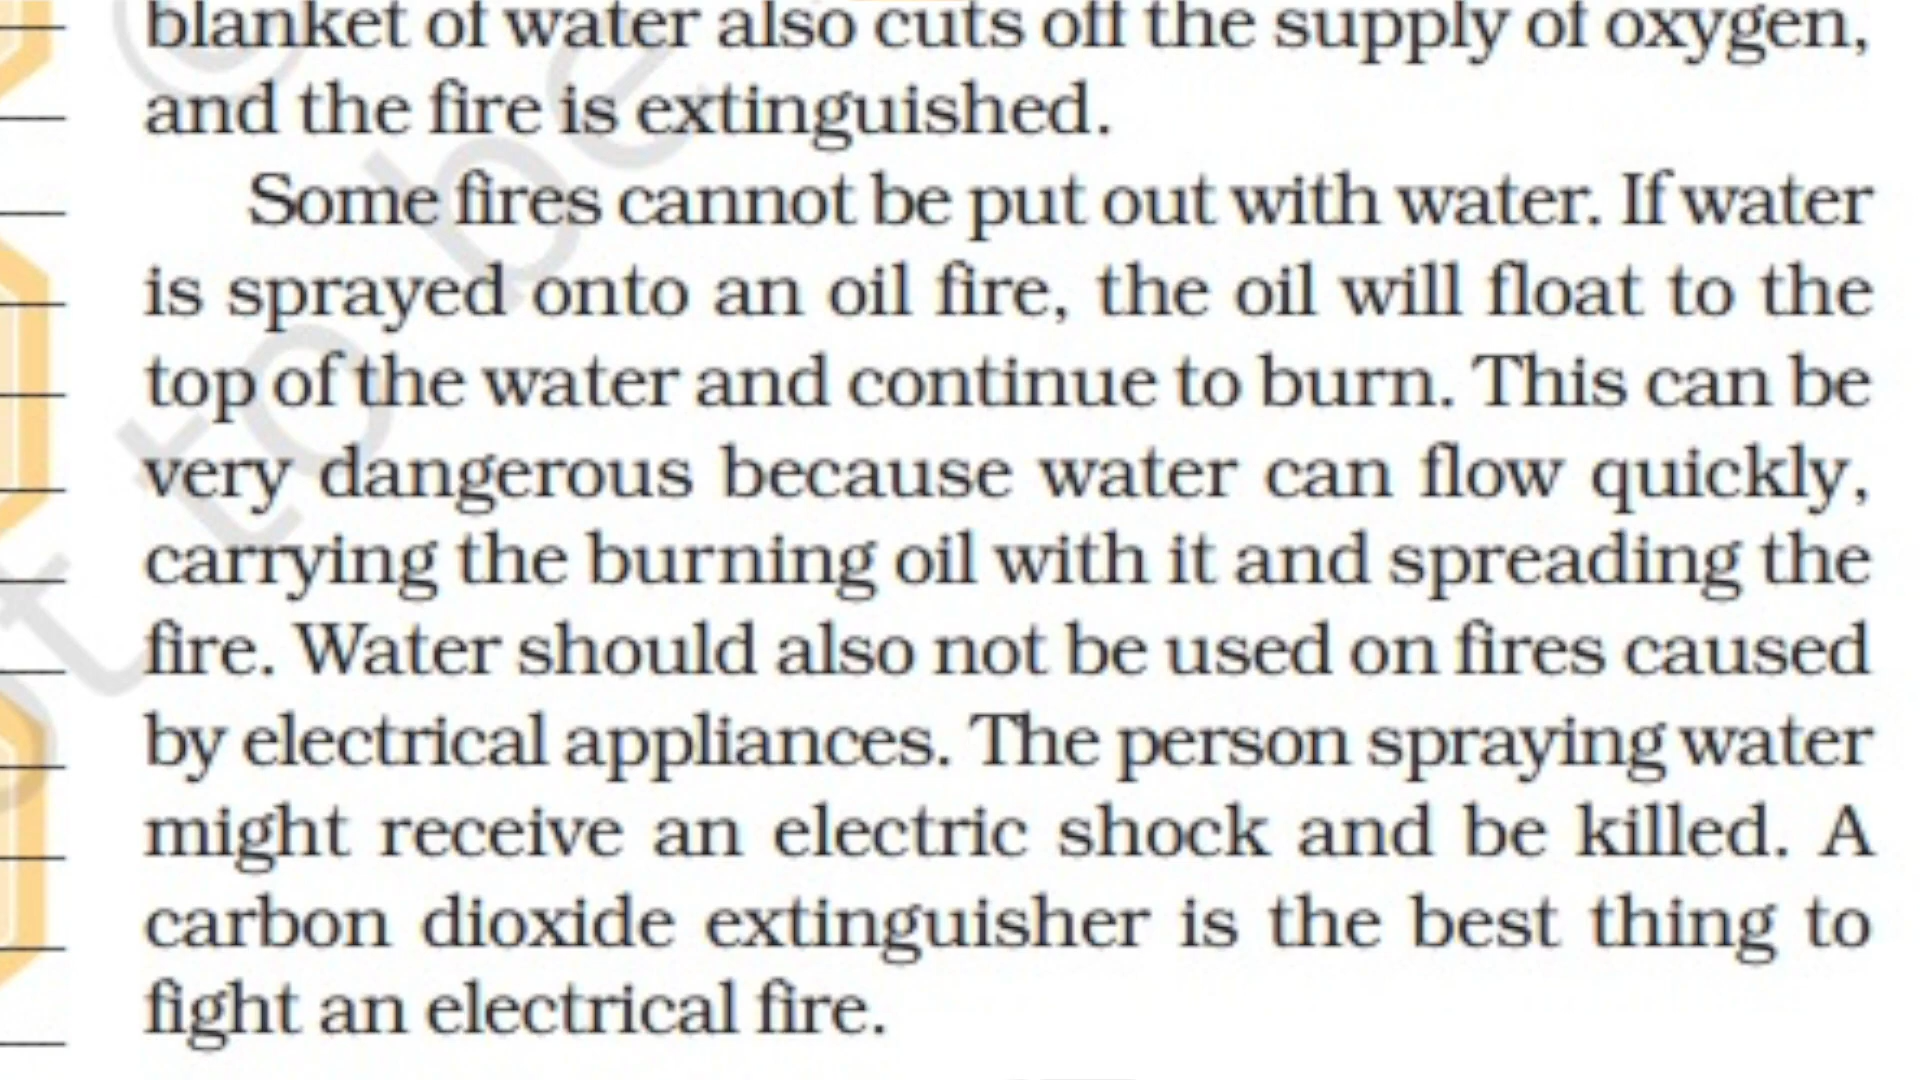 blanket of water also cuts off the supply of oxygen,
and the fire is extinguished.
Some fires cannot be put out with water. If water
is sprayed onto an oil fire, the oil will float to the
top of the water and continue to burn. This can be
very dangerous because water can flow quickly,
carrying the burning oil with it and spreading the
fire. Water should also not be used on fires caused
by electrical appliances. The person spraying water
might receive an electric shock and be killed. A
carbon dioxide extinguisher is the best thing to
fight an electrical fire.
to be